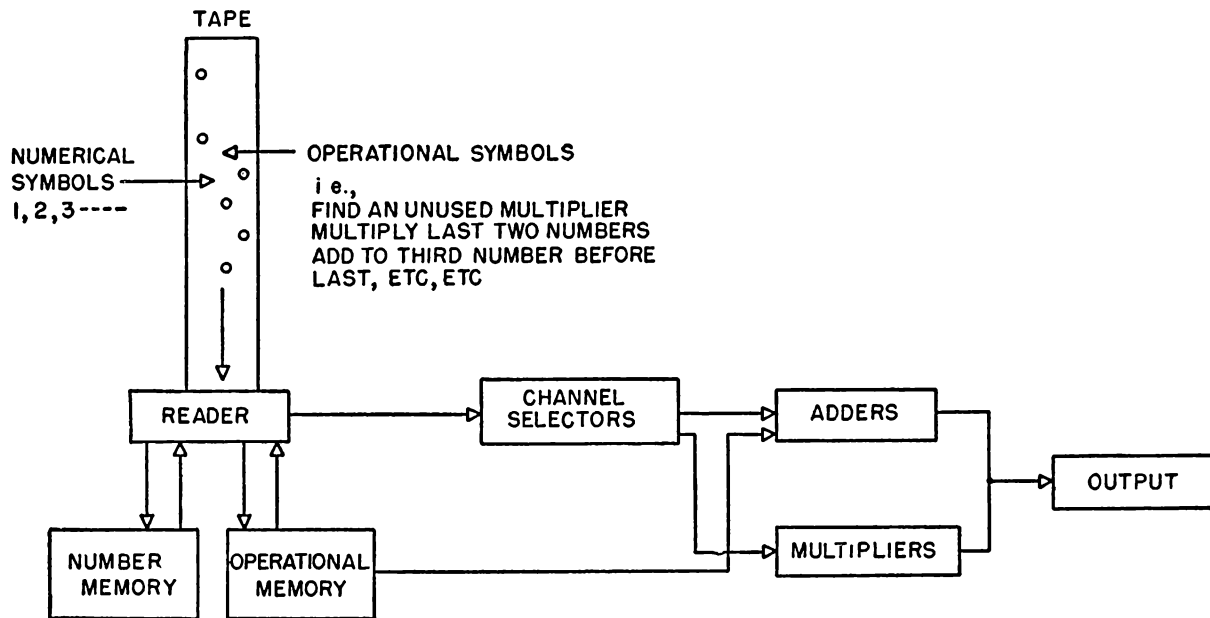 TAPE
NUMERICAL
SYMBOLS
1, 2, 3 ----
OPERATIONAL SYMBOLS
i e.,
FIND AN UNUSED MULTIPLIER
MULTIPLY LAST TWO NUMBERS
ADD TO THIRD NUMBER BEFORE
LAST, ETC, ETC
READER
CHANNEL
SELECTORS
ADDERS
OUTPUT
MULTIPLIERS
NUMBER
MEMORY
OPERATIONAL
MEMORY